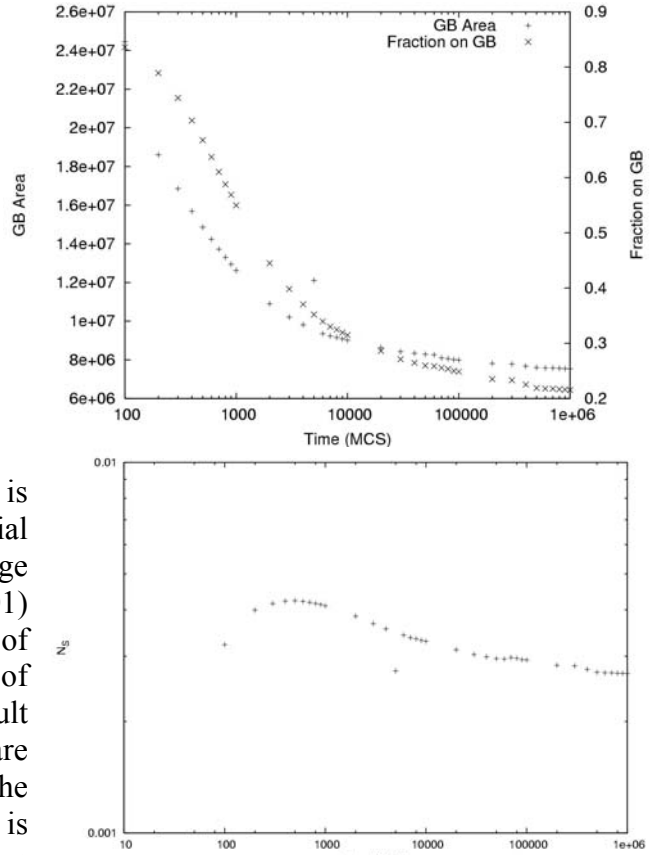 2.6e+07
2.4e+07
2.2e+07
2e+07
1.8e+07
1.6e+07
1.4e+07
1.2e+07
1e+07
8e+06
6e+06
GB Area
GB Area +
Fraction on GB ×
0.9
0.8
0.7
0.6
0.5
0.4
0.3
0.2
Fraction on GB
100 1000 10000 100000 1e+06
Time (MCS)
is
ial
ge
1)
of
of
ult
are
he
is
0.01
0.001
N_S
10 100 1000 10000 100000 1e+06